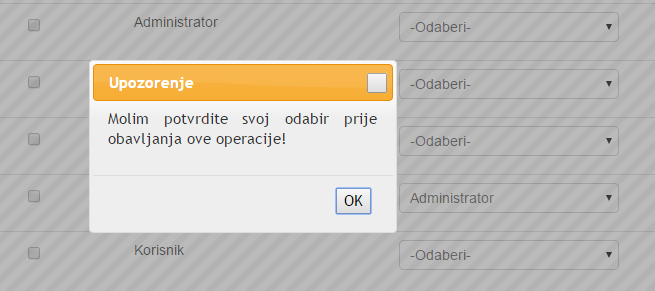 Administrator
-Odaberi-
-Odaberi-
Upozorenje
Molim potvrdite svoj odabir prije
obavljanja ove operacije!
-Odaberi-
OK
Administrator
Korisnik
-Odaberi-